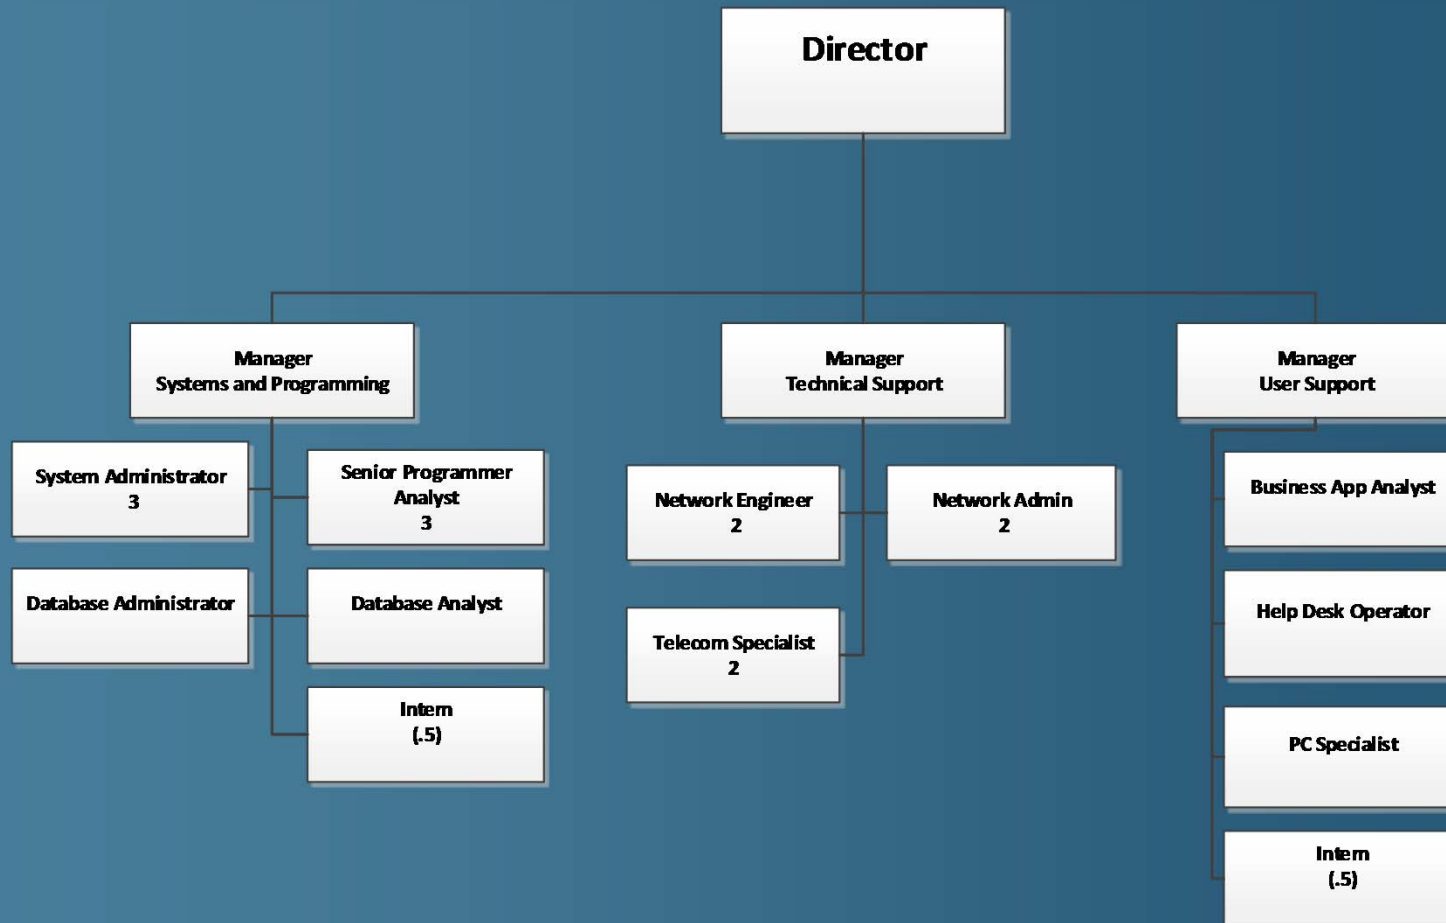 Director
Manager
Systems and Programming
System Administrator
3
Senior Programmer
Analyst
3
Database Administrator
Database Analyst
Intern
(.5)
Manager
Technical Support
Network Engineer
2
Network Admin
2
Telecom Specialist
2
Manager
User Support
Business App Analyst
Help Desk Operator
PC Specialist
Intern
(.5)